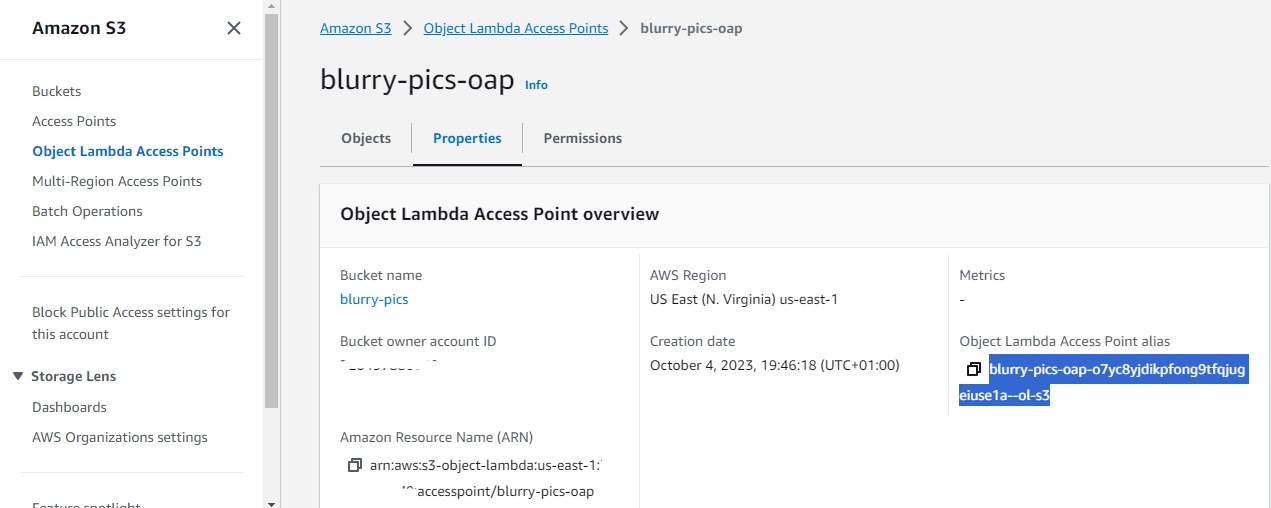 Amazon S3
Buckets
Access Points
Object Lambda Access Points
Multi-Region Access Points
Batch Operations
IAM Access Analyzer for S3
Block Public Access settings for
this account
Storage Lens
Dashboards
AWS Organizations settings
Feature spotlight
Amazon S3 > Object Lambda Access Points > blurry-pics-oap
blurry-pics-oap Info
Objects Properties Permissions
Object Lambda Access Point overview
Bucket name
blurry-pics
Bucket owner account ID
Amazon Resource Name (ARN)
arn:aws:s3-object-lambda:us-east-1:
:accesspoint/blurry-pics-oap
AWS Region
US East (N. Virginia) us-east-1
Creation date
October 4, 2023, 19:46:18 (UTC+01:00)
Metrics
-
Object Lambda Access Point alias
blurry-pics-oap-o7yc8yjdikpfong9tfqjug
eiuse1a--ol-s3